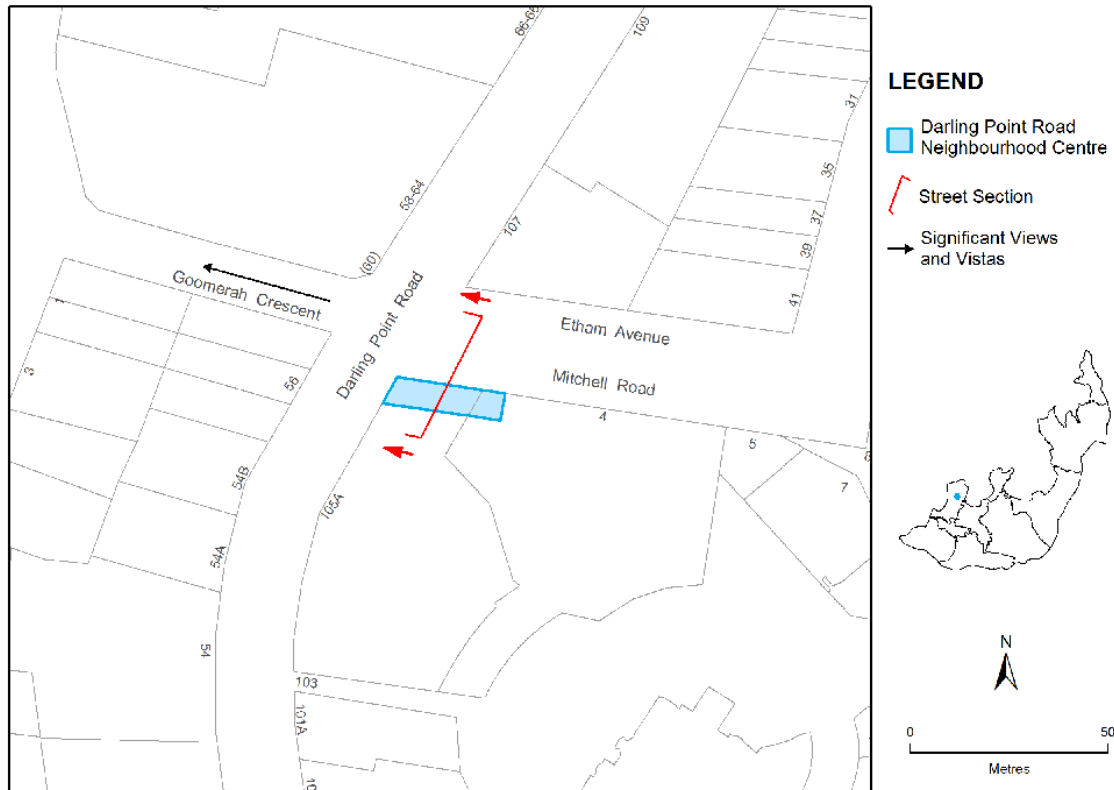 66-68
109
LEGEND
31
Darling Point Road
Neighbourhood Centre
35
58-64
Street Section
107
37
(60)
39
Significant Views
and Vistas
Goomerah Crescent
1
41
Darling Point Road
Etham Avenue
3
56
Mitchell Road
4
5
54B
7
105A
54A
54
N
103
101A
0
50
Metres